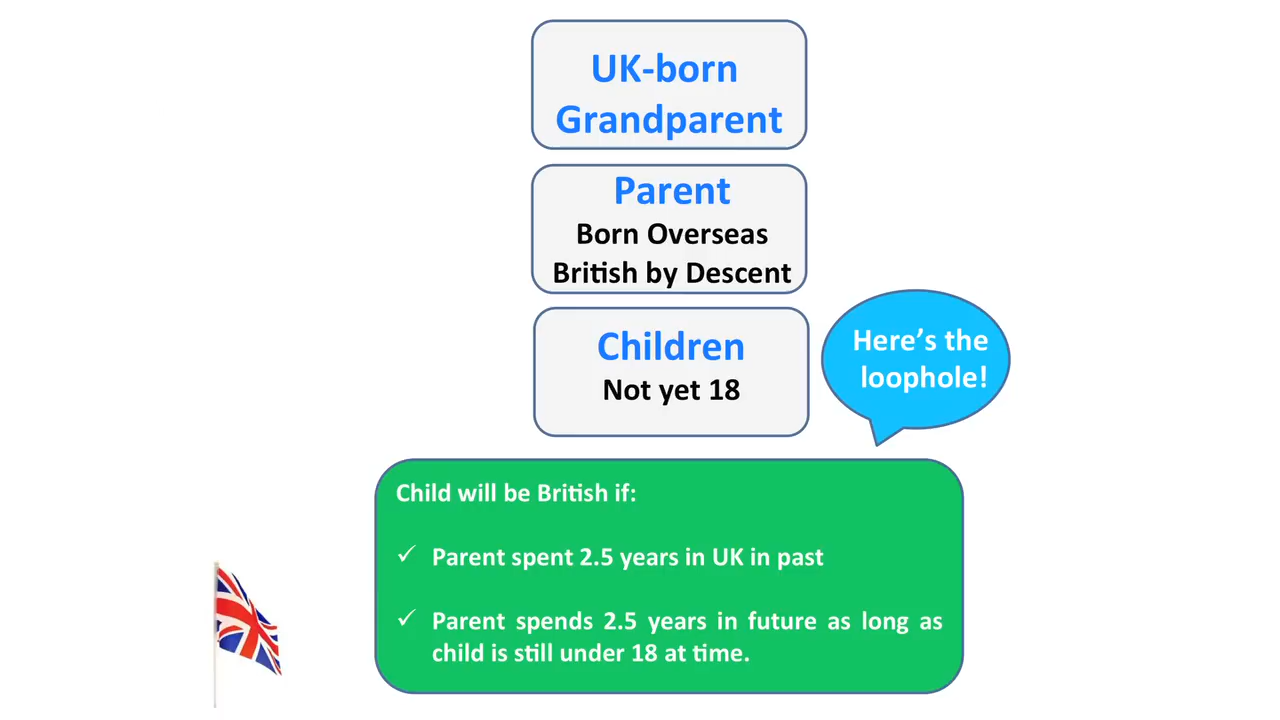 UK-born
Grandparent
Parent
Born Overseas
British by Descent
Children
Not yet 18
Here’s the
loophole!
Child will be British if:
✓ Parent spent 2.5 years in UK in past
✓ Parent spends 2.5 years in future as long as
child is still under 18 at time.